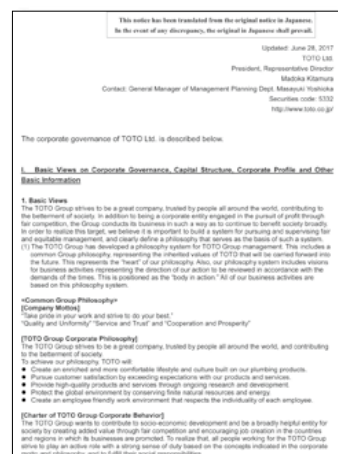 This notice has been translated from the original notice in Japanese.
In the event of any discrepancy, the original in Japanese shall prevail.
Updated: June 28, 2017
TOTO Ltd.
President, Representative Director
Madoka Kitamura
Contact: General Manager of Management Planning Dept. Masayuki Yoshioka
Securities code: 5332
http://www.toto.co.jp/
The corporate governance of TOTO Ltd. is described below.
I. Basic Views on Corporate Governance, Capital Structure, Corporate Profile and Other
Basic Information
1. Basic Views
The TOTO Group strives to be a great company, trusted by people all around the world, contributing to
the betterment of society. In addition to being a corporate entity engaged in the pursuit of profit through
fair competition, the Group conducts its business in such a way as to continue to benefit society broadly.
In order to realize this target, we believe it is important to build a system for pursuing and supervising fair
and equitable management, and clearly define a philosophy that serves as the basis of such a system.
(1) The TOTO Group has developed a philosophy system for TOTO Group management. This includes a
common Group philosophy, representing the inherited values of TOTO that will be carried forward into
the future. This represents the "heart" of our philosophy. Also, our philosophy system includes visions
for business activities representing the direction of our action to be reviewed in accordance with the
demands of the times. This is positioned as the "body in action." All of our business activities are
based on this philosophy system.
<Common Group Philosophy>
[Company Mottos]
"Take pride in your work and strive to do your best."
"Quality and Uniformity" "Service and Trust" and "Cooperation and Prosperity"
[TOTO Group Corporate Philosophy]
The TOTO Group strives to be a great company, trusted by people all around the world, and contributing
to the betterment of society.
To achieve our philosophy, TOTO will:
● Create an enriched and more comfortable lifestyle and culture built on our plumbing products.
● Pursue customer satisfaction by exceeding expectations with our products and services.
● Provide high-quality products and services through ongoing research and development.
● Protect the global environment by conserving finite natural resources and energy.
● Create an employee friendly work environment that respects the individuality of each employee.
[Charter of TOTO Group Corporate Behavior]
The TOTO Group wants to contribute to socio-economic development and be a broadly helpful entity for
society by creating added value through fair competition and encouraging job creation in the countries
and regions in which its businesses are promoted. To realize that, all people working for the TOTO Group
strive to play an active role with a strong sense of duty based on the concepts indicated in the corporate